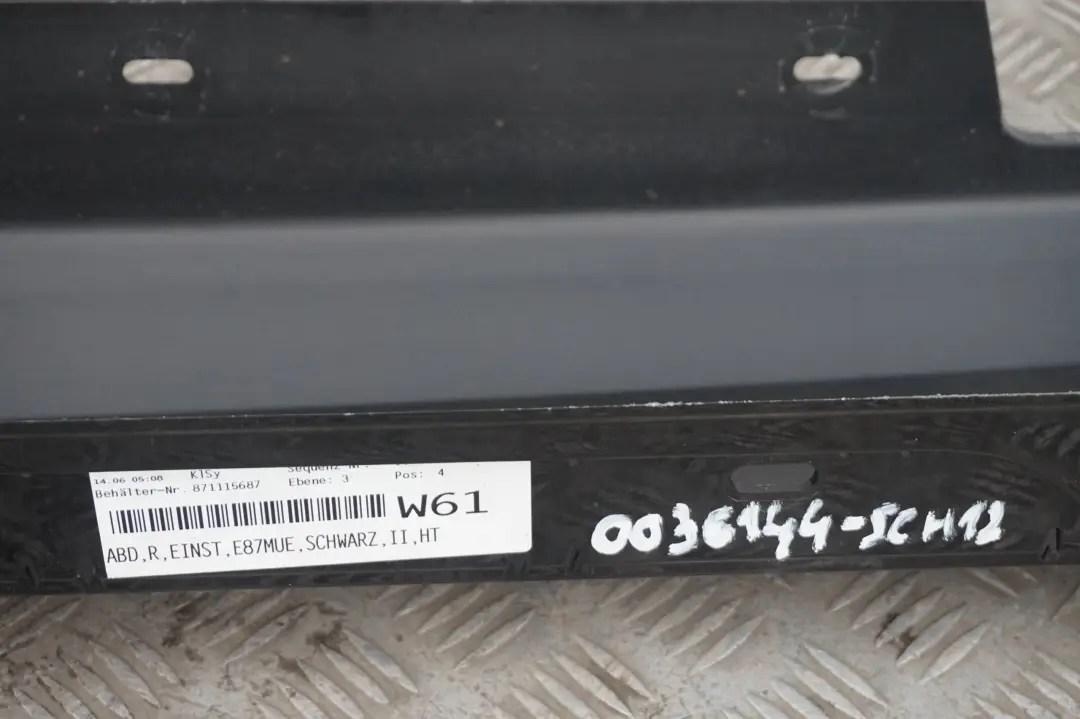 14.06 05:08 KTSy Sequenz Nr.
Behälter-Nr. 871115687 Ebene: 3 Pos: 4
W61
ABD,R,EINST,E87MUE,SCHWARZ,II,HT
0036144-SCH12